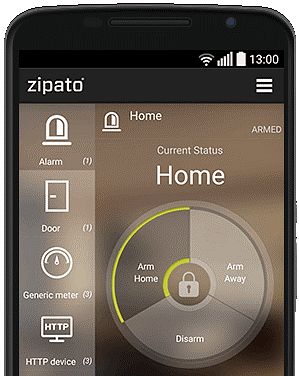 13:00
zipato
Home
ARMED
Alarm (1)
Current Status
Home
Door (1)
Arm Home
Arm Away
Generic meter (3)
Disarm
HTTP
HTTP device (3)